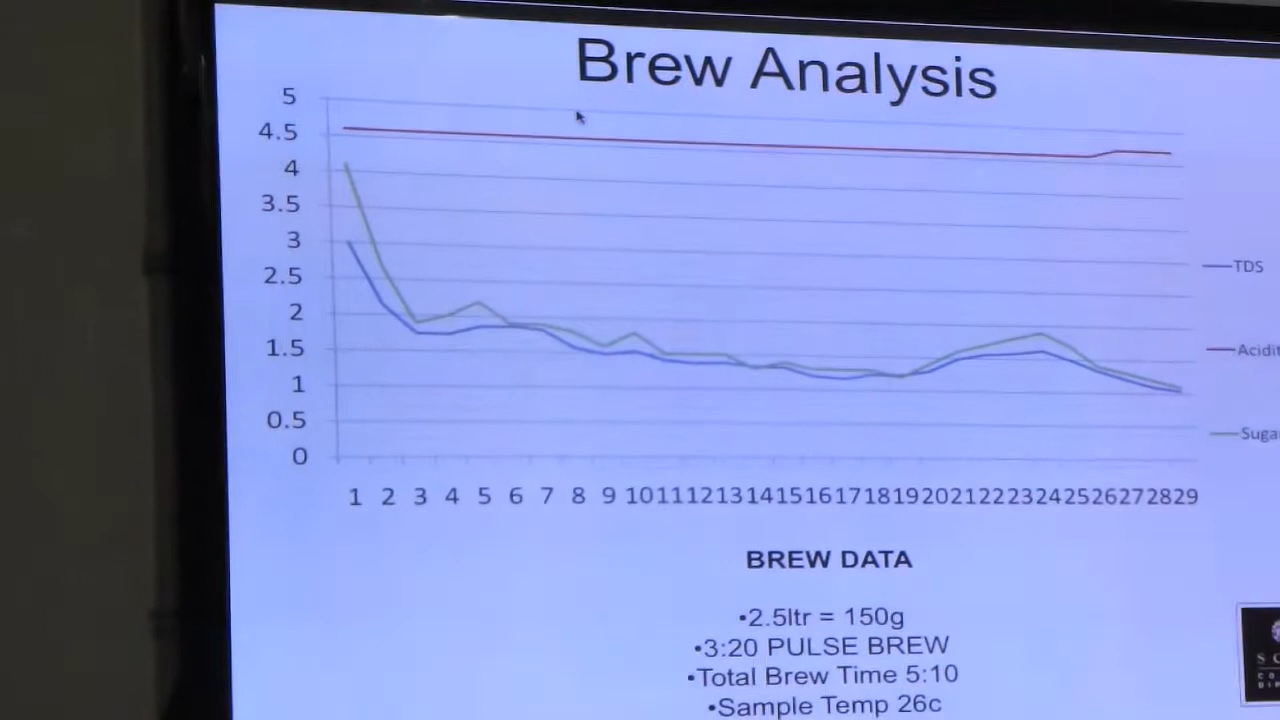 Brew Analysis
5
4.5
4
3.5
3
2.5
2
1.5
1
0.5
0
1 2 3 4 5 6 7 8 9 10 11 12 13 14 15 16 17 18 19 20 21 22 23 24 25 26 27 28 29
TDS
Acidit
Suga
BREW DATA
•2.5ltr = 150g
•3:20 PULSE BREW
•Total Brew Time 5:10
•Sample Temp 26c